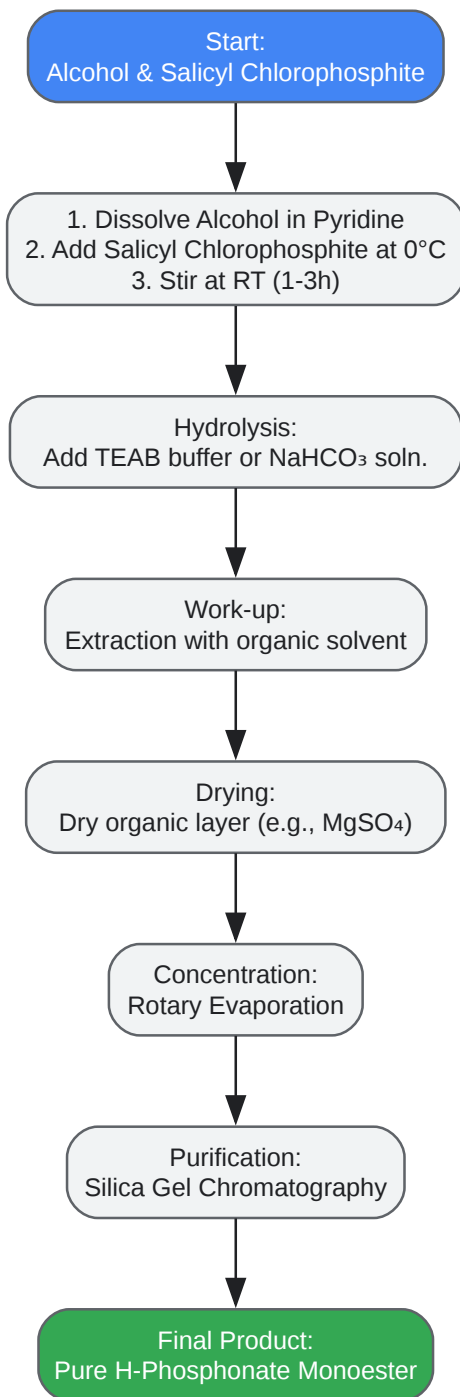 Start:
Alcohol & Salicyl Chlorophosphite
1. Dissolve Alcohol in Pyridine
2. Add Salicyl Chlorophosphite at 0°C
3. Stir at RT (1-3h)
Hydrolysis:
Add TEAB buffer or NaHCO₃ soln.
Work-up:
Extraction with organic solvent
Drying:
Dry organic layer (e.g., MgSO₄)
Concentration:
Rotary Evaporation
Purification:
Silica Gel Chromatography
Final Product:
Pure H-Phosphonate Monoester